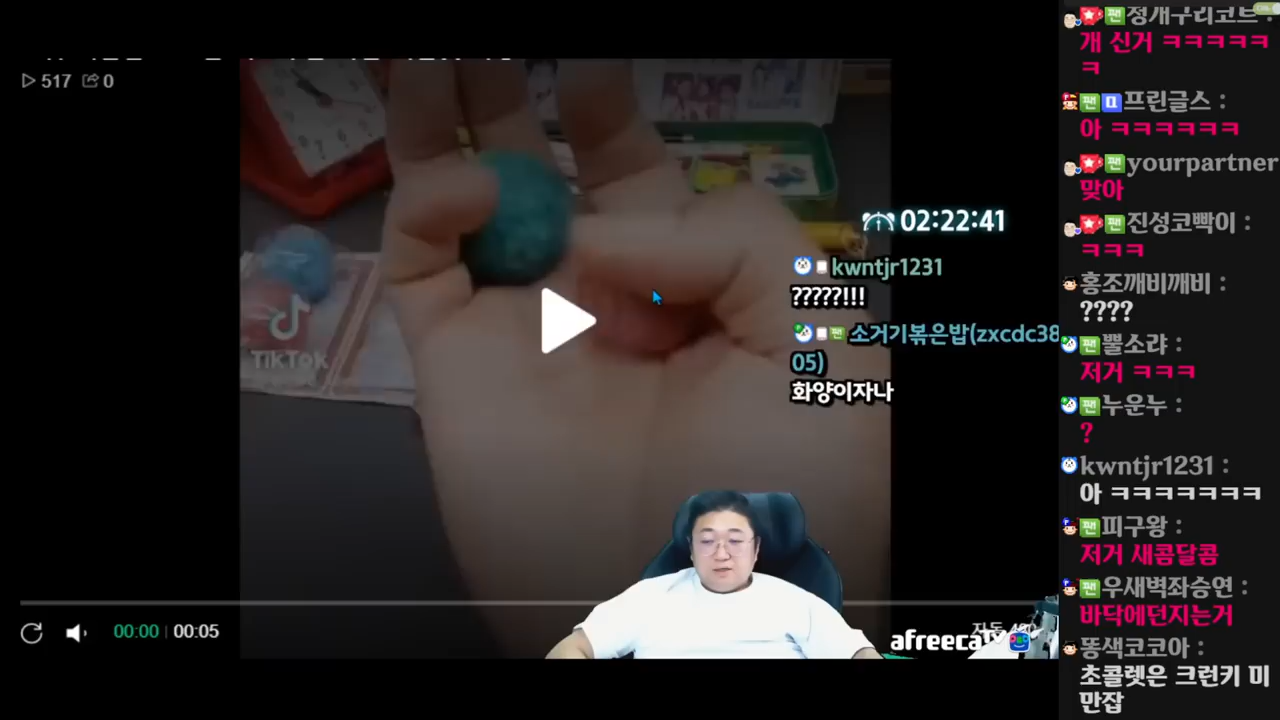 517 0
TikTok
02:22:41
kwntjr1231
?????!!!
소거기볶은밥(zxcdc38
05)
화양이자나
00:00 | 00:05
afreecaTV
정개구리코트 :
개 신거 ㅋㅋㅋㅋㅋ
ㅋ
프린글스 :
아 ㅋㅋㅋㅋㅋㅋ
yourpartner
맞아
진성코빡이 :
ㅋㅋㅋ
홍조깨비깨비 :
????
뿔소랴 :
저거 ㅋㅋㅋ
누운누 :
?
kwntjr1231 :
아 ㅋㅋㅋㅋㅋㅋㅋ
피구왕 :
저거 새콤달콤
우새벽좌승연 :
바닥에던지는거
똥색코코아 :
초콜렛은 크런키 미
만잡